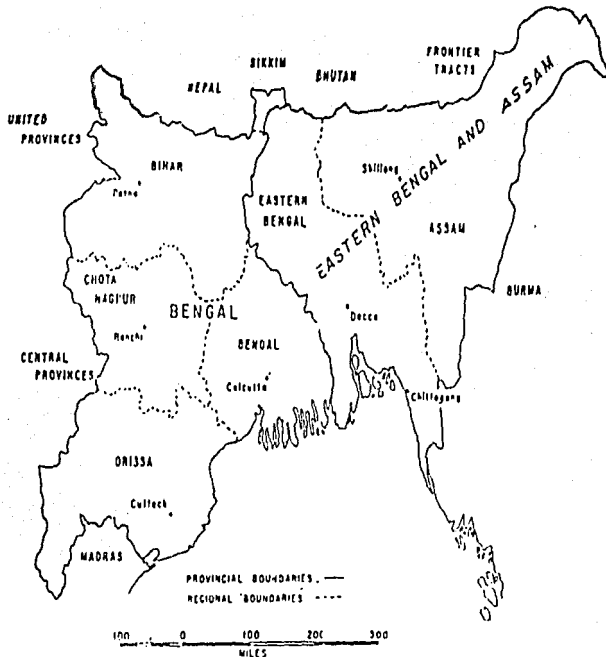 SIKKIM
BHUTAN
FRONTIER
TRACTS
NEPAL
UNITED
PROVINCES
BIHAR
Patna
Shillong
EASTERN
BENGAL
EASTERN BENGAL AND ASSAM
ASSAM
CHOTA
NAGPUR
BENGAL
Ranchi
BURMA
Dacca
BENGAL
CENTRAL
PROVINCES
Calcutta
Chittagong
ORISSA
Cuttack
MADRAS
PROVINCIAL BOUNDARIES
REGIONAL BOUNDARIES
100 0 100 200 300
MILES